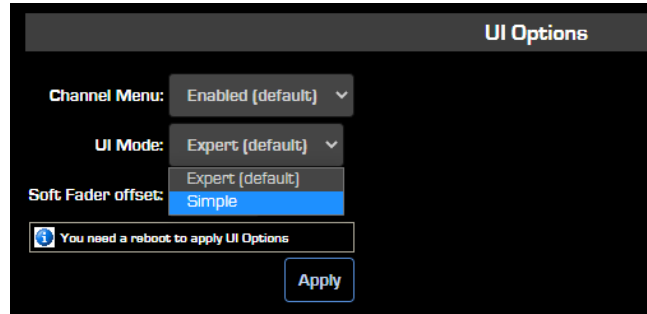 UI Options
Channel Menu: Enabled (default)
UI Mode: Expert (default)
Expert (default)
Soft Fader offset: Simple
You need a reboot to apply UI Options
Apply